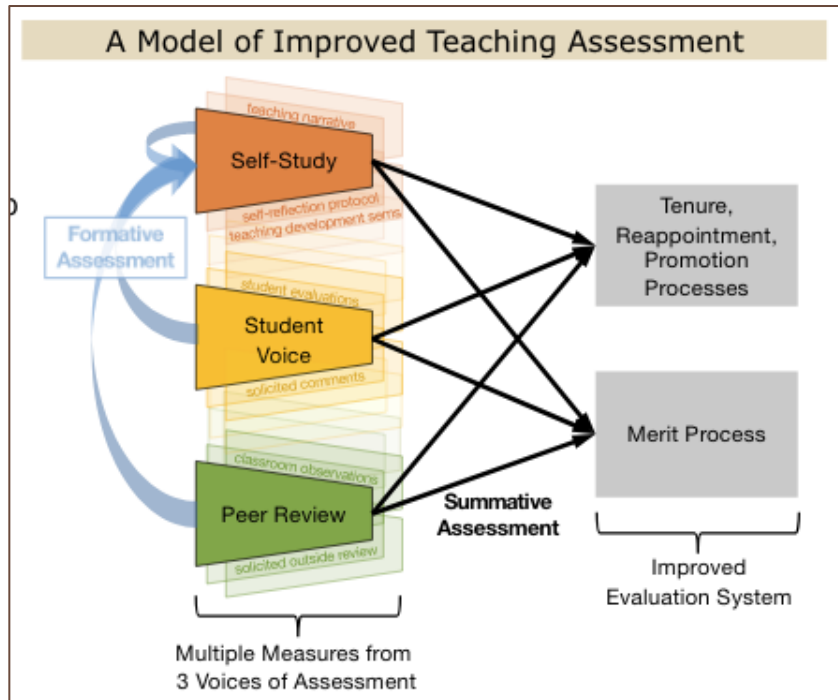 A Model of Improved Teaching Assessment
teaching narrative
Self-Study
self-reflection protocol
teaching development sems
Formative
Assessment
student evaluations
Student
Voice
solicited comments
classroom observations
Peer Review
solicited outside review
Summative
Assessment
Tenure,
Reappointment,
Promotion
Processes
Merit Process
Improved
Evaluation System
Multiple Measures from
3 Voices of Assessment